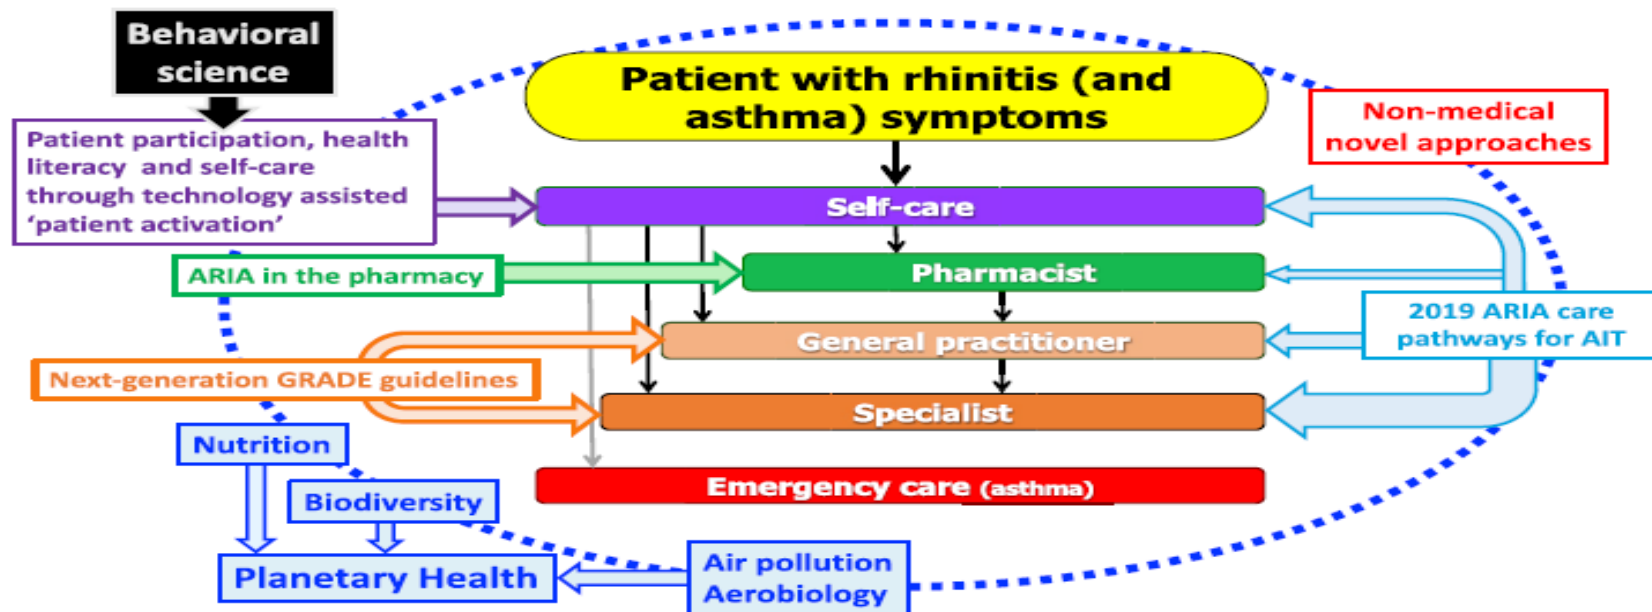 Behavioral
science
Patient with rhinitis (and
asthma) symptoms
Non-medical
novel approaches
Patient participation, health
literacy and self-care
through technology assisted
‘patient activation’
Self-care
ARIA in the pharmacy
Pharmacist
2019 ARIA care
pathways for AIT
General practitioner
Next-generation GRADE guidelines
Specialist
Nutrition
Emergency care (asthma)
Biodiversity
Planetary Health
Air pollution
Aerobiology